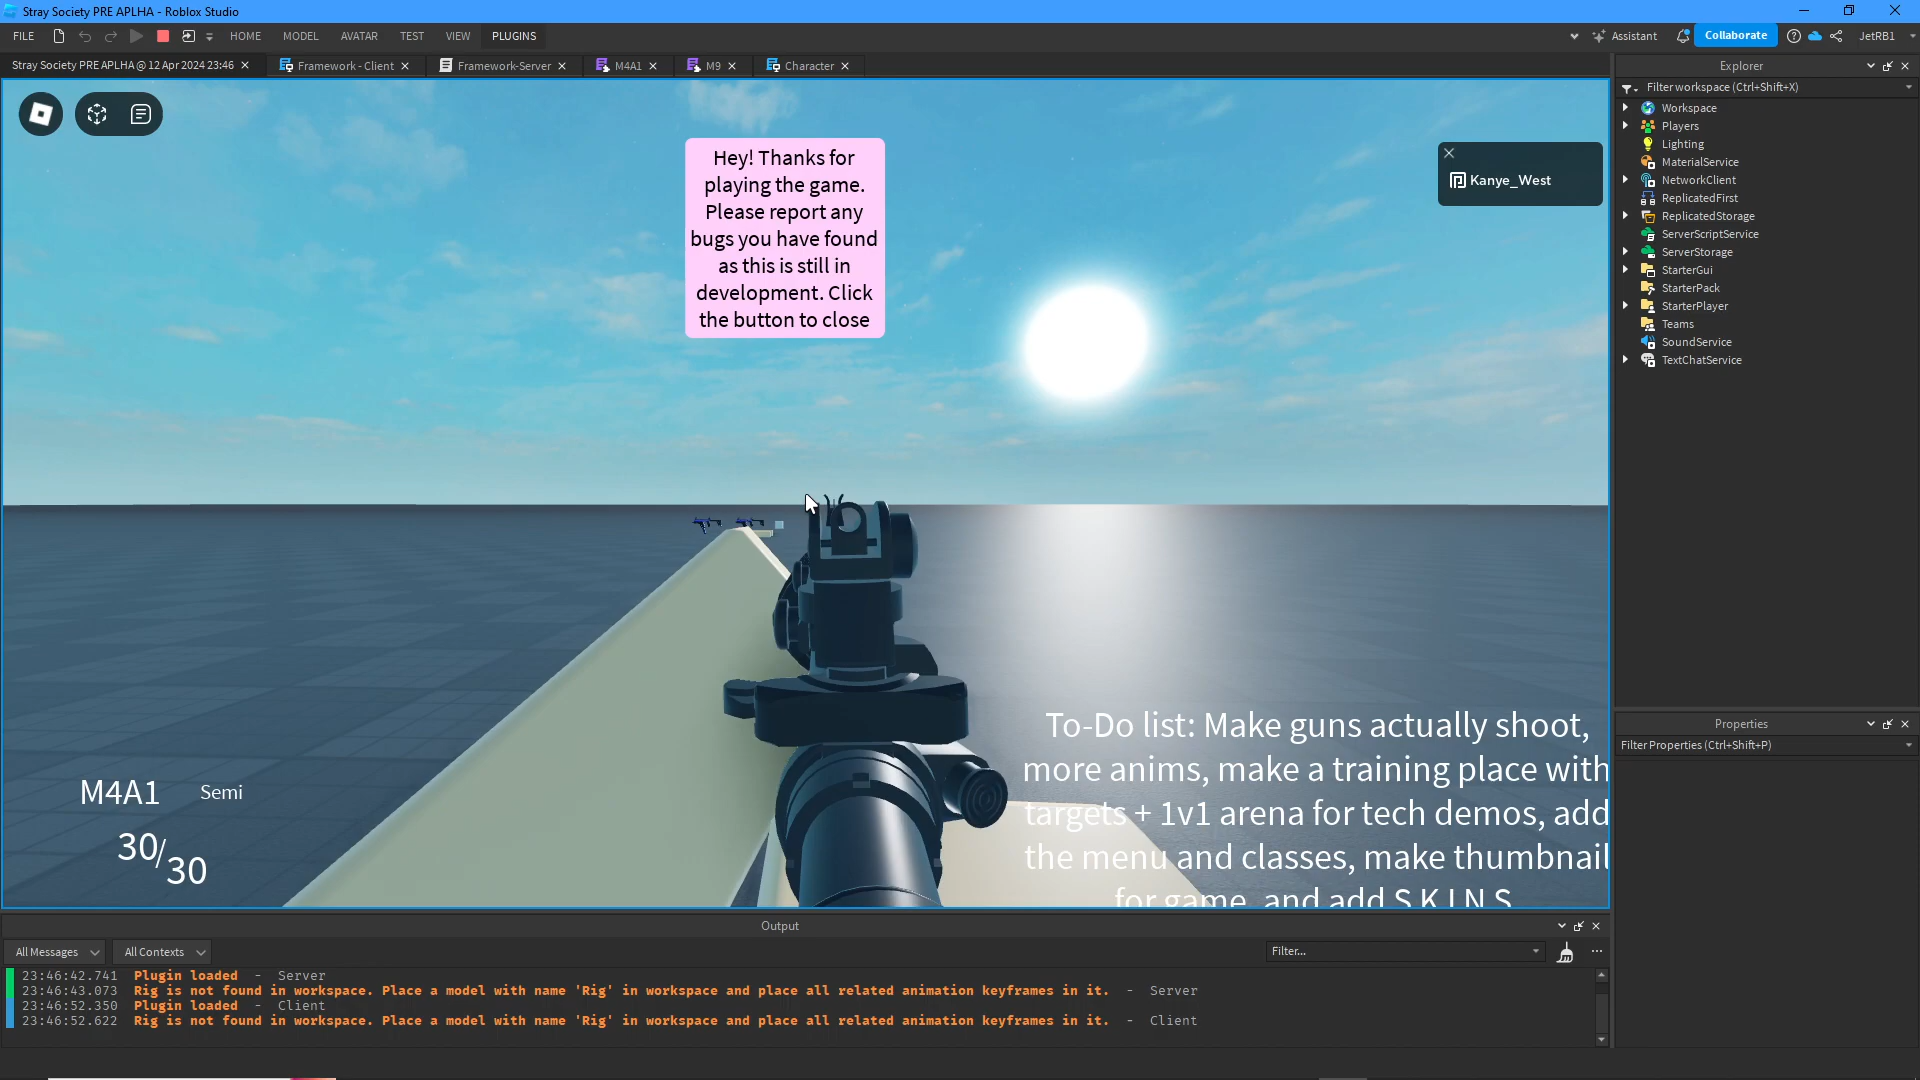 Stray Society PRE APLHA - Roblox Studio
FILE HOME MODEL AVATAR TEST VIEW PLUGINS Assistant Collaborate JetRB1
Stray Society PRE APLHA @ 12 Apr 2024 23:46 Framework - Client Framework-Server M4A1 M9 Character
Hey! Thanks for
playing the game.
Please report any
bugs you have found
as this is still in
development. Click
the button to close
Kanye_West
To-Do list: Make guns actually shoot,
more anims, make a training place with
targets + 1v1 arena for tech demos, add
the menu and classes, make thumbnail
for game, and add S K I N S
M4A1 Semi
30/30
Explorer
Filter workspace (Ctrl+Shift+X)
Workspace
Players
Lighting
MaterialService
NetworkClient
ReplicatedFirst
ReplicatedStorage
ServerScriptService
ServerStorage
StarterGui
StarterPack
StarterPlayer
Teams
SoundService
TextChatService
Properties
Filter Properties (Ctrl+Shift+P)
Output
All Messages All Contexts Filter...
23:46:42.741 Plugin loaded - Server
23:46:43.073 Rig is not found in workspace. Place a model with name 'Rig' in workspace and place all related animation keyframes in it. - Server
23:46:52.350 Plugin loaded - Client
23:46:52.622 Rig is not found in workspace. Place a model with name 'Rig' in workspace and place all related animation keyframes in it. - Client